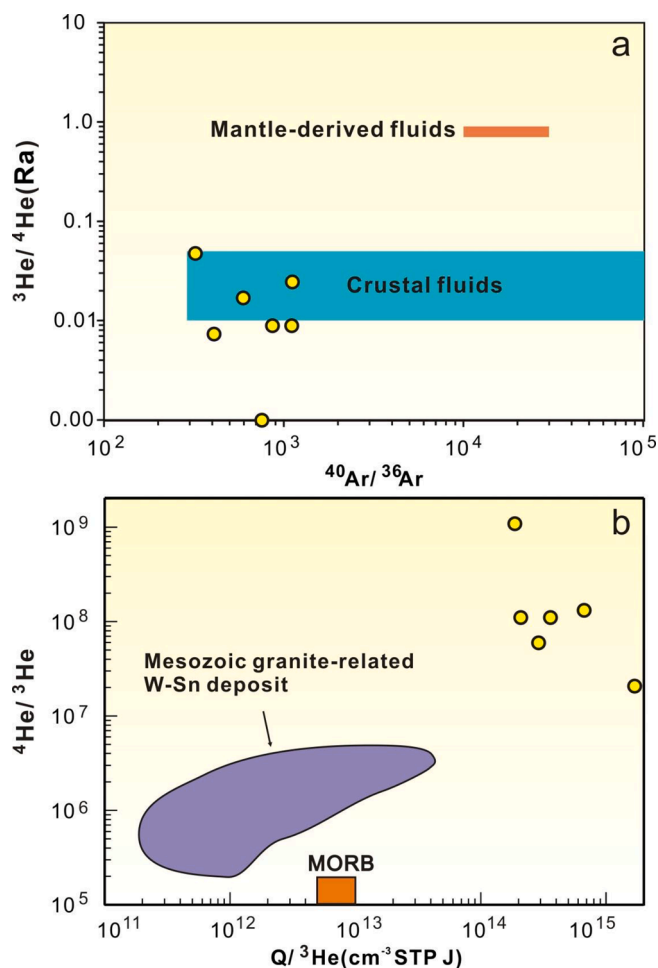 a
10
1.0
0.1
0.01
0.00
³He/ ⁴He(Ra)
Mantle-derived fluids
Crustal fluids
10² 10³ 10⁴ 10⁵
⁴⁰Ar/ ³⁶Ar
b
10⁹
10⁸
10⁷
10⁶
10⁵
⁴He/ ³He
Mesozoic granite-related
W-Sn deposit
MORB
10¹¹ 10¹² 10¹³ 10¹⁴ 10¹⁵
Q/ ³He(cm⁻³STP J)